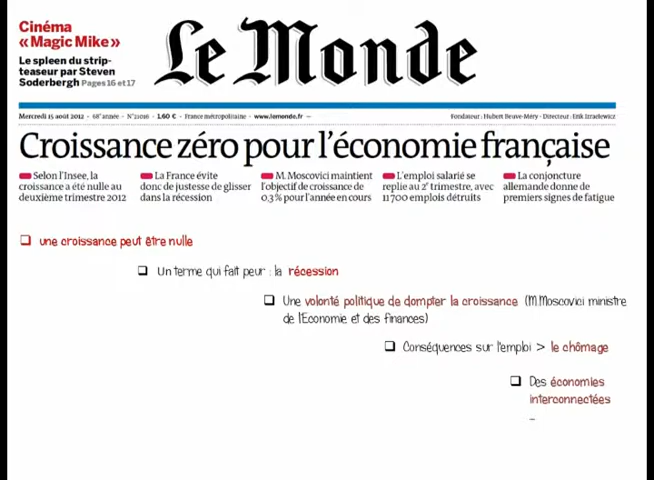 Cinéma
«Magic Mike»
Le spleen du strip-
teaseur par Steven
Soderbergh Pages 16 et 17
Le Monde
Mercredi 15 août 2012 - 68e année - N°21016 - 1,60 € - France métropolitaine - www.lemonde.fr —
Fondateur : Hubert Beuve-Méry - Directeur : Erik Izraelewicz
Croissance zéro pour l'économie française
Selon l'Insee, la
croissance a été nulle au
deuxième trimestre 2012
La France évite
donc de justesse de glisser
dans la récession
M. Moscovici maintient
l'objectif de croissance de
0,3 % pour l'année en cours
L'emploi salarié se
replie au 2e trimestre, avec
11 700 emplois détruits
La conjoncture
allemande donne de
premiers signes de fatigue
une croissance peut être nulle
Un terme qui fait peur : la récession
Une volonté politique de dompter la croissance (M.Moscovici ministre
de l'Economie et des finances)
Conséquences sur l'emploi > le chômage
Des économies
interconnectées
_